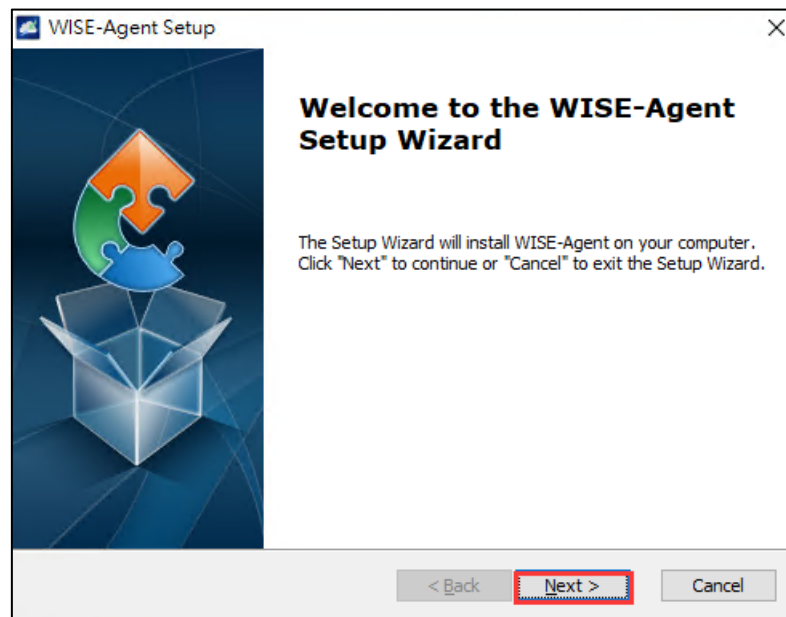 WISE-Agent Setup
Welcome to the WISE-Agent
Setup Wizard
The Setup Wizard will install WISE-Agent on your computer.
Click "Next" to continue or "Cancel" to exit the Setup Wizard.
< Back Next > Cancel